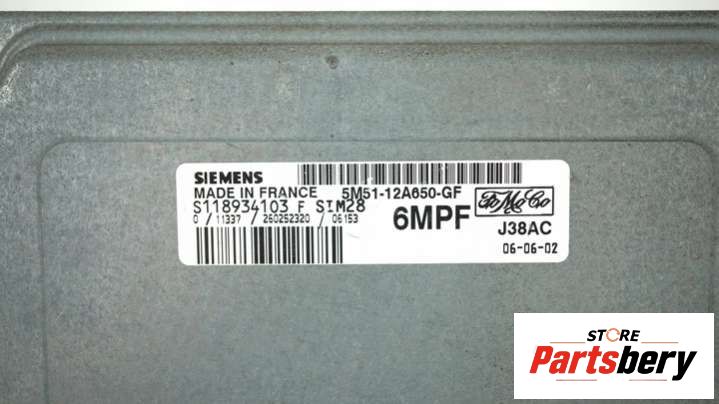 SIEMENS
MADE IN FRANCE 5M51-12A650-GF
S118934103 F SIM28
0 / 11337 / 260252320 / 06153
6MPF FoMoCo
J38AC
06-06-02
STORE
Partsbery